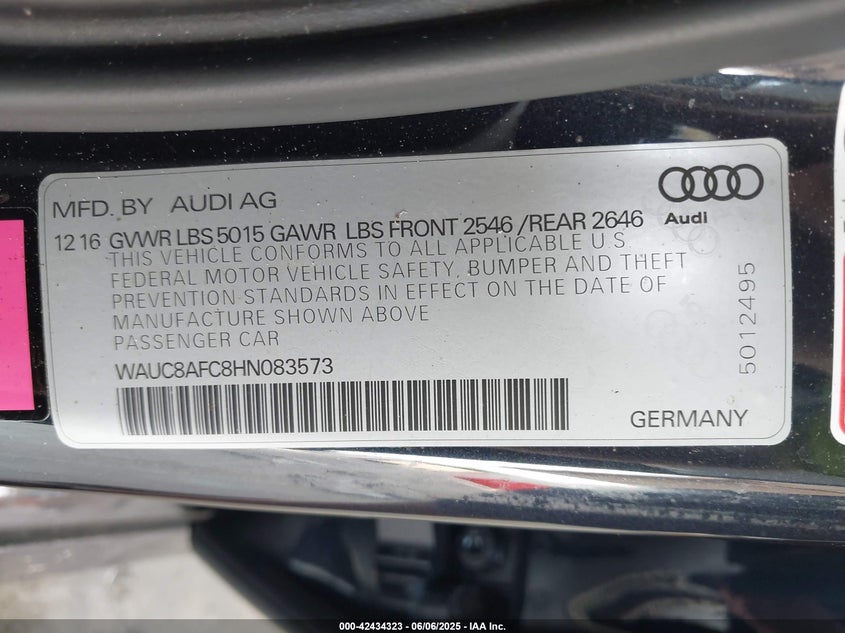 MFD. BY AUDI AG
Audi
12 16 GVWR LBS 5015 GAWR LBS FRONT 2546 /REAR 2646
THIS VEHICLE CONFORMS TO ALL APPLICABLE U S
FEDERAL MOTOR VEHICLE SAFETY, BUMPER AND THEFT
PREVENTION STANDARDS IN EFFECT ON THE DATE OF
MANUFACTURE SHOWN ABOVE
PASSENGER CAR
WAUC8AFC8HN083573
5012495
GERMANY
000-42434323 - 06/06/2025 - IAA Inc.